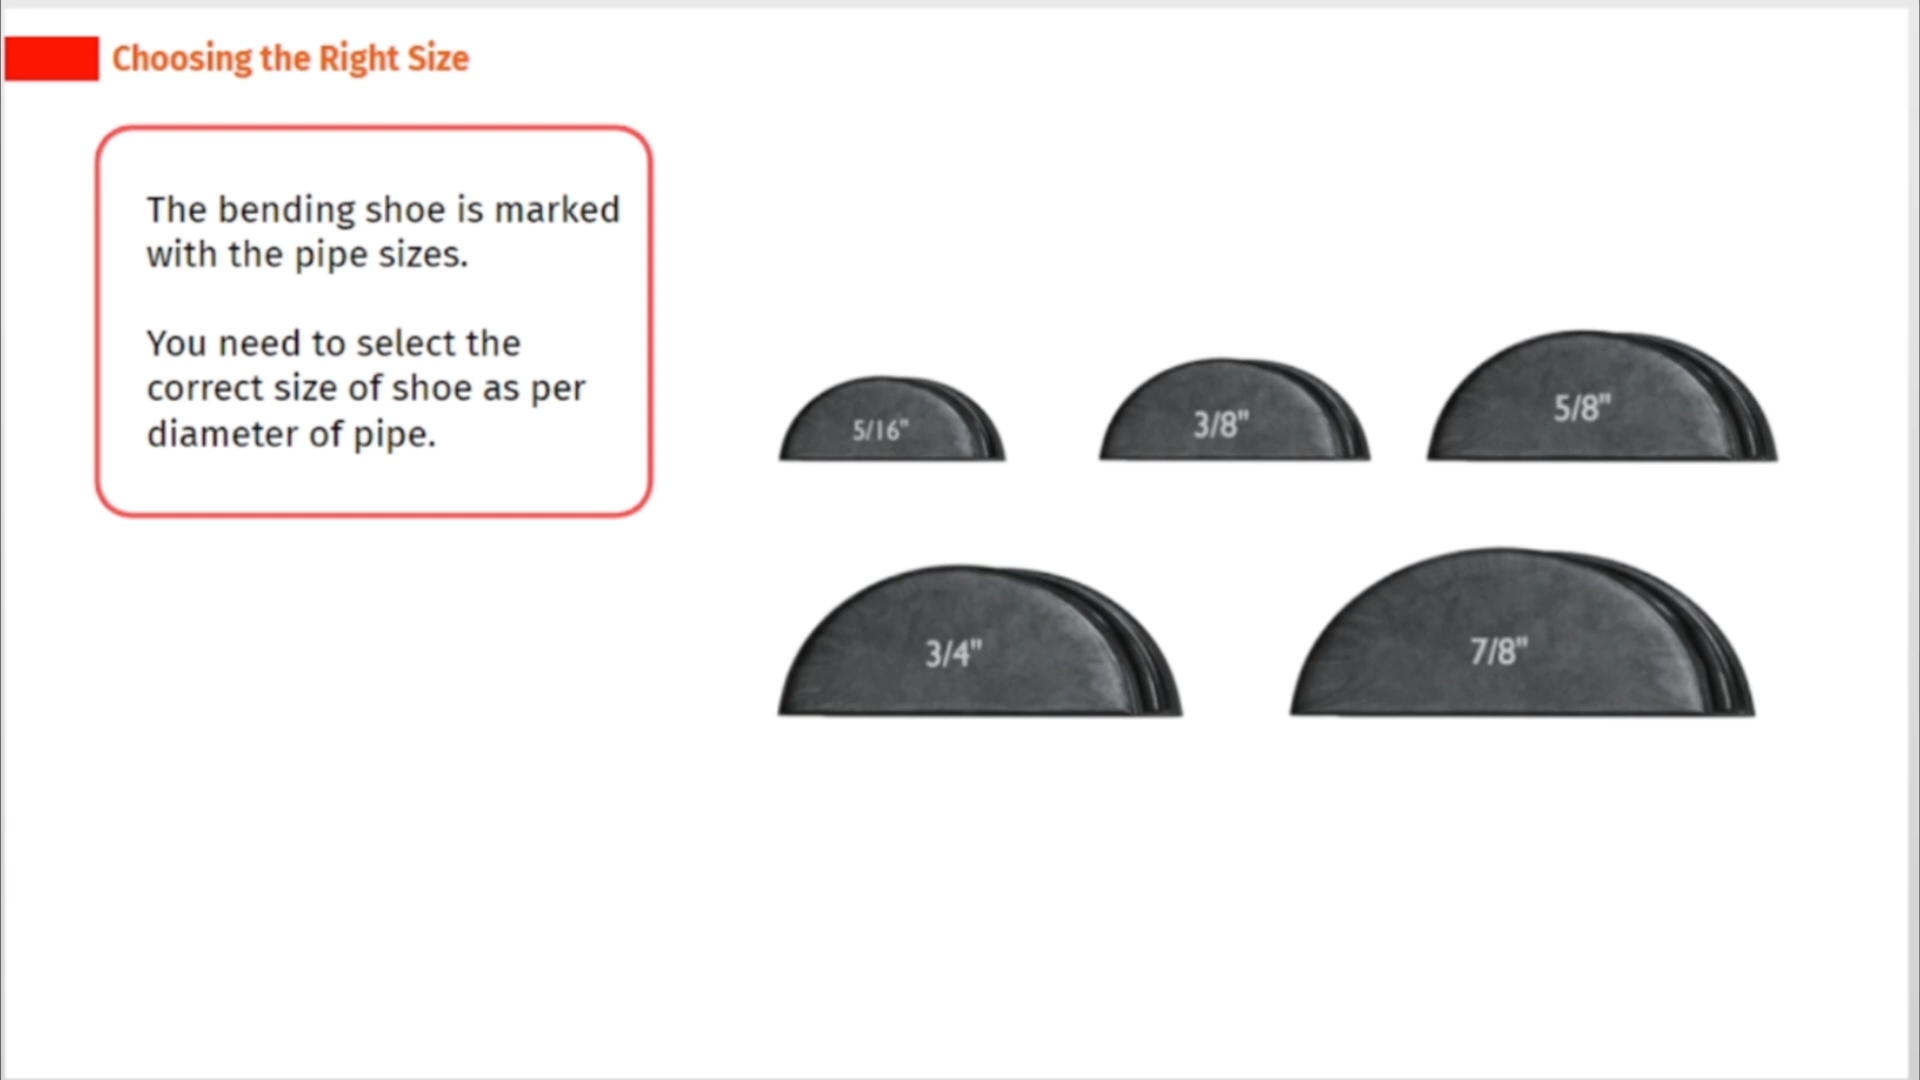 Choosing the Right Size
The bending shoe is marked
with the pipe sizes.
You need to select the
correct size of shoe as per
diameter of pipe.
5/16"
3/8"
5/8"
3/4"
7/8"